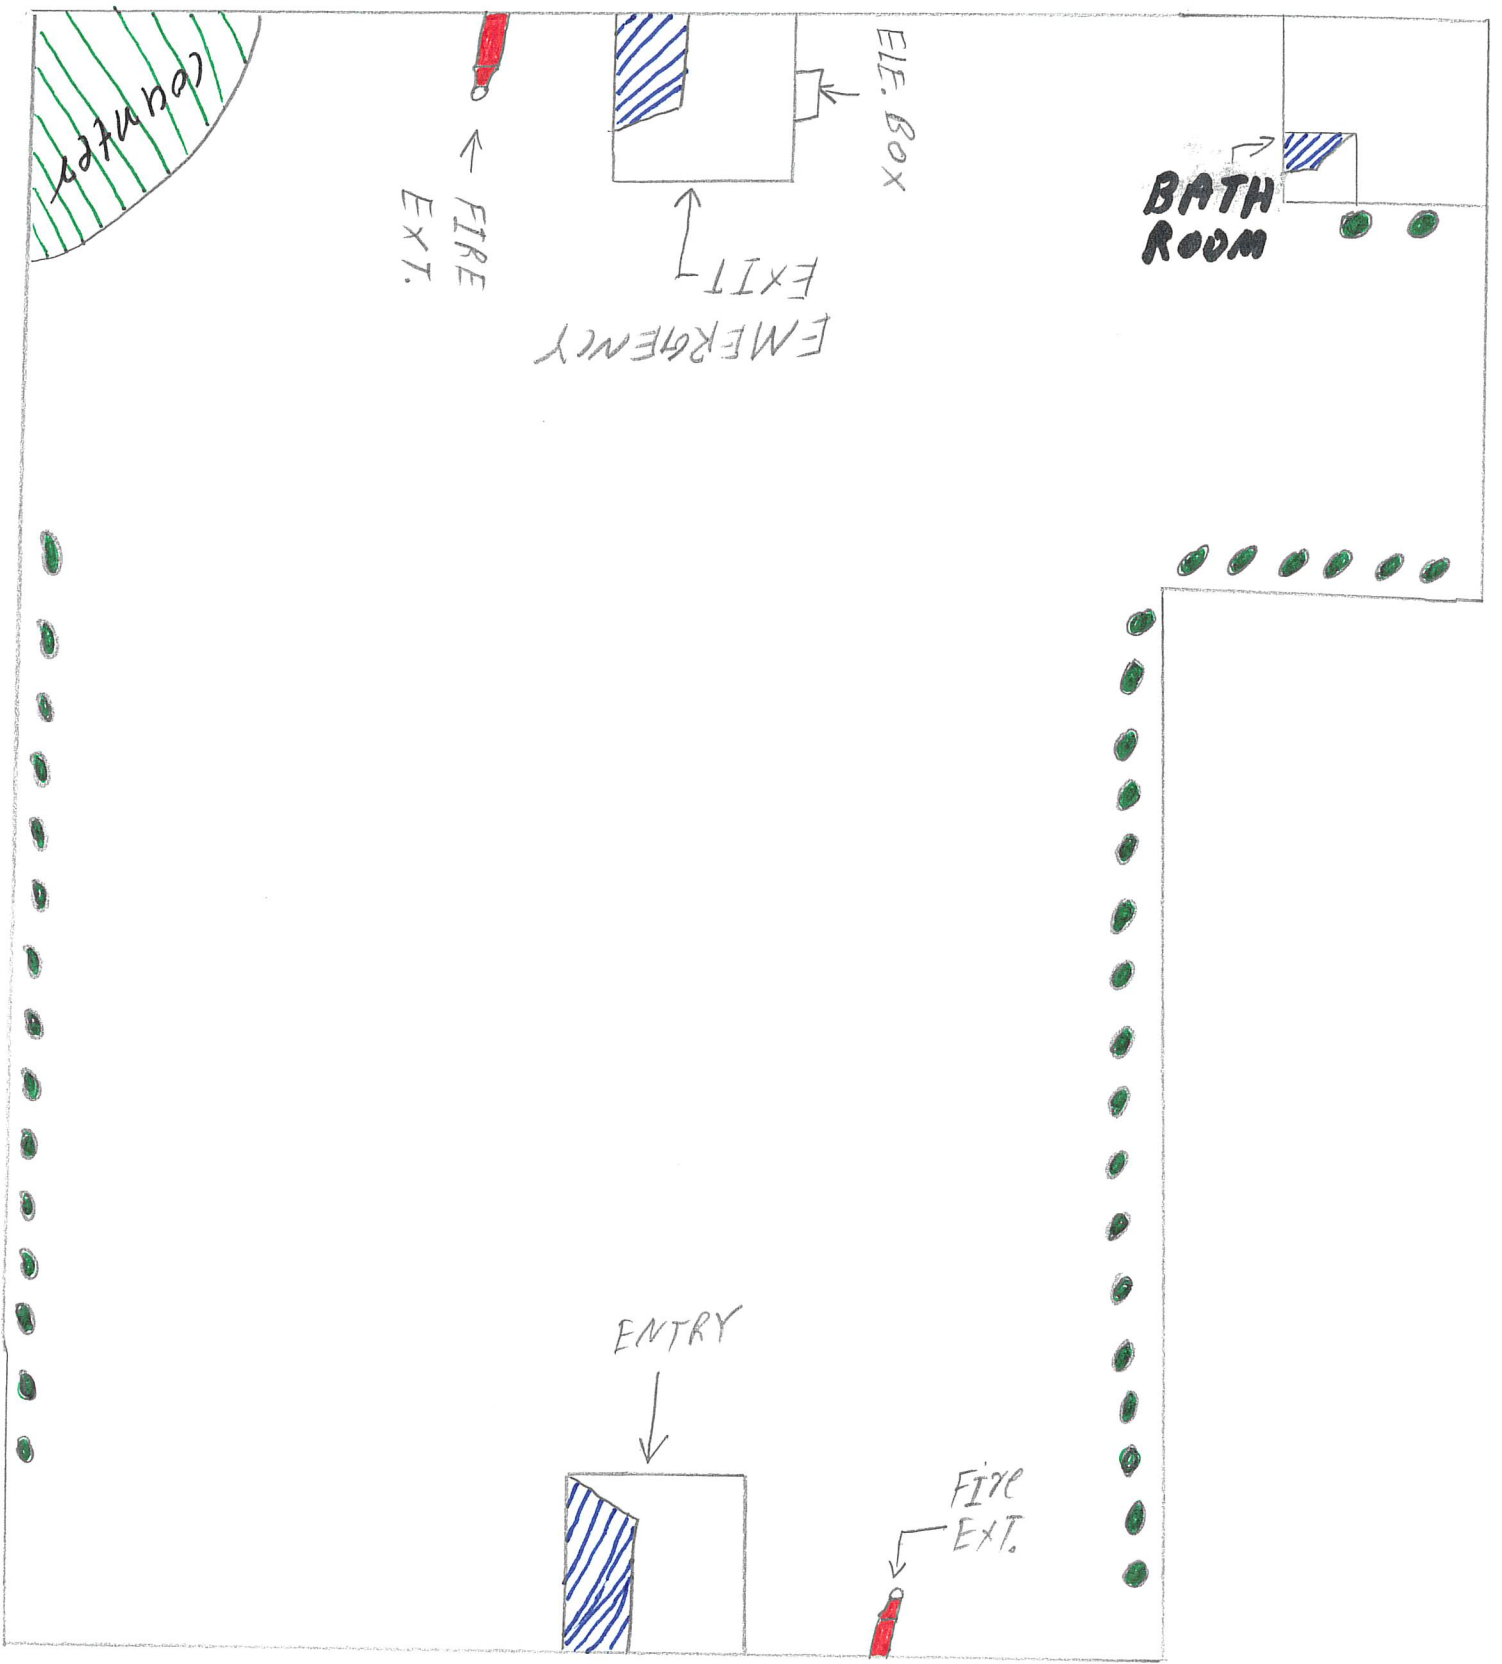 counter
FIRE
EXT.
EMERGENCY
EXIT
ELE. BOX
BATH
ROOM
ENTRY
FIre
EXT.